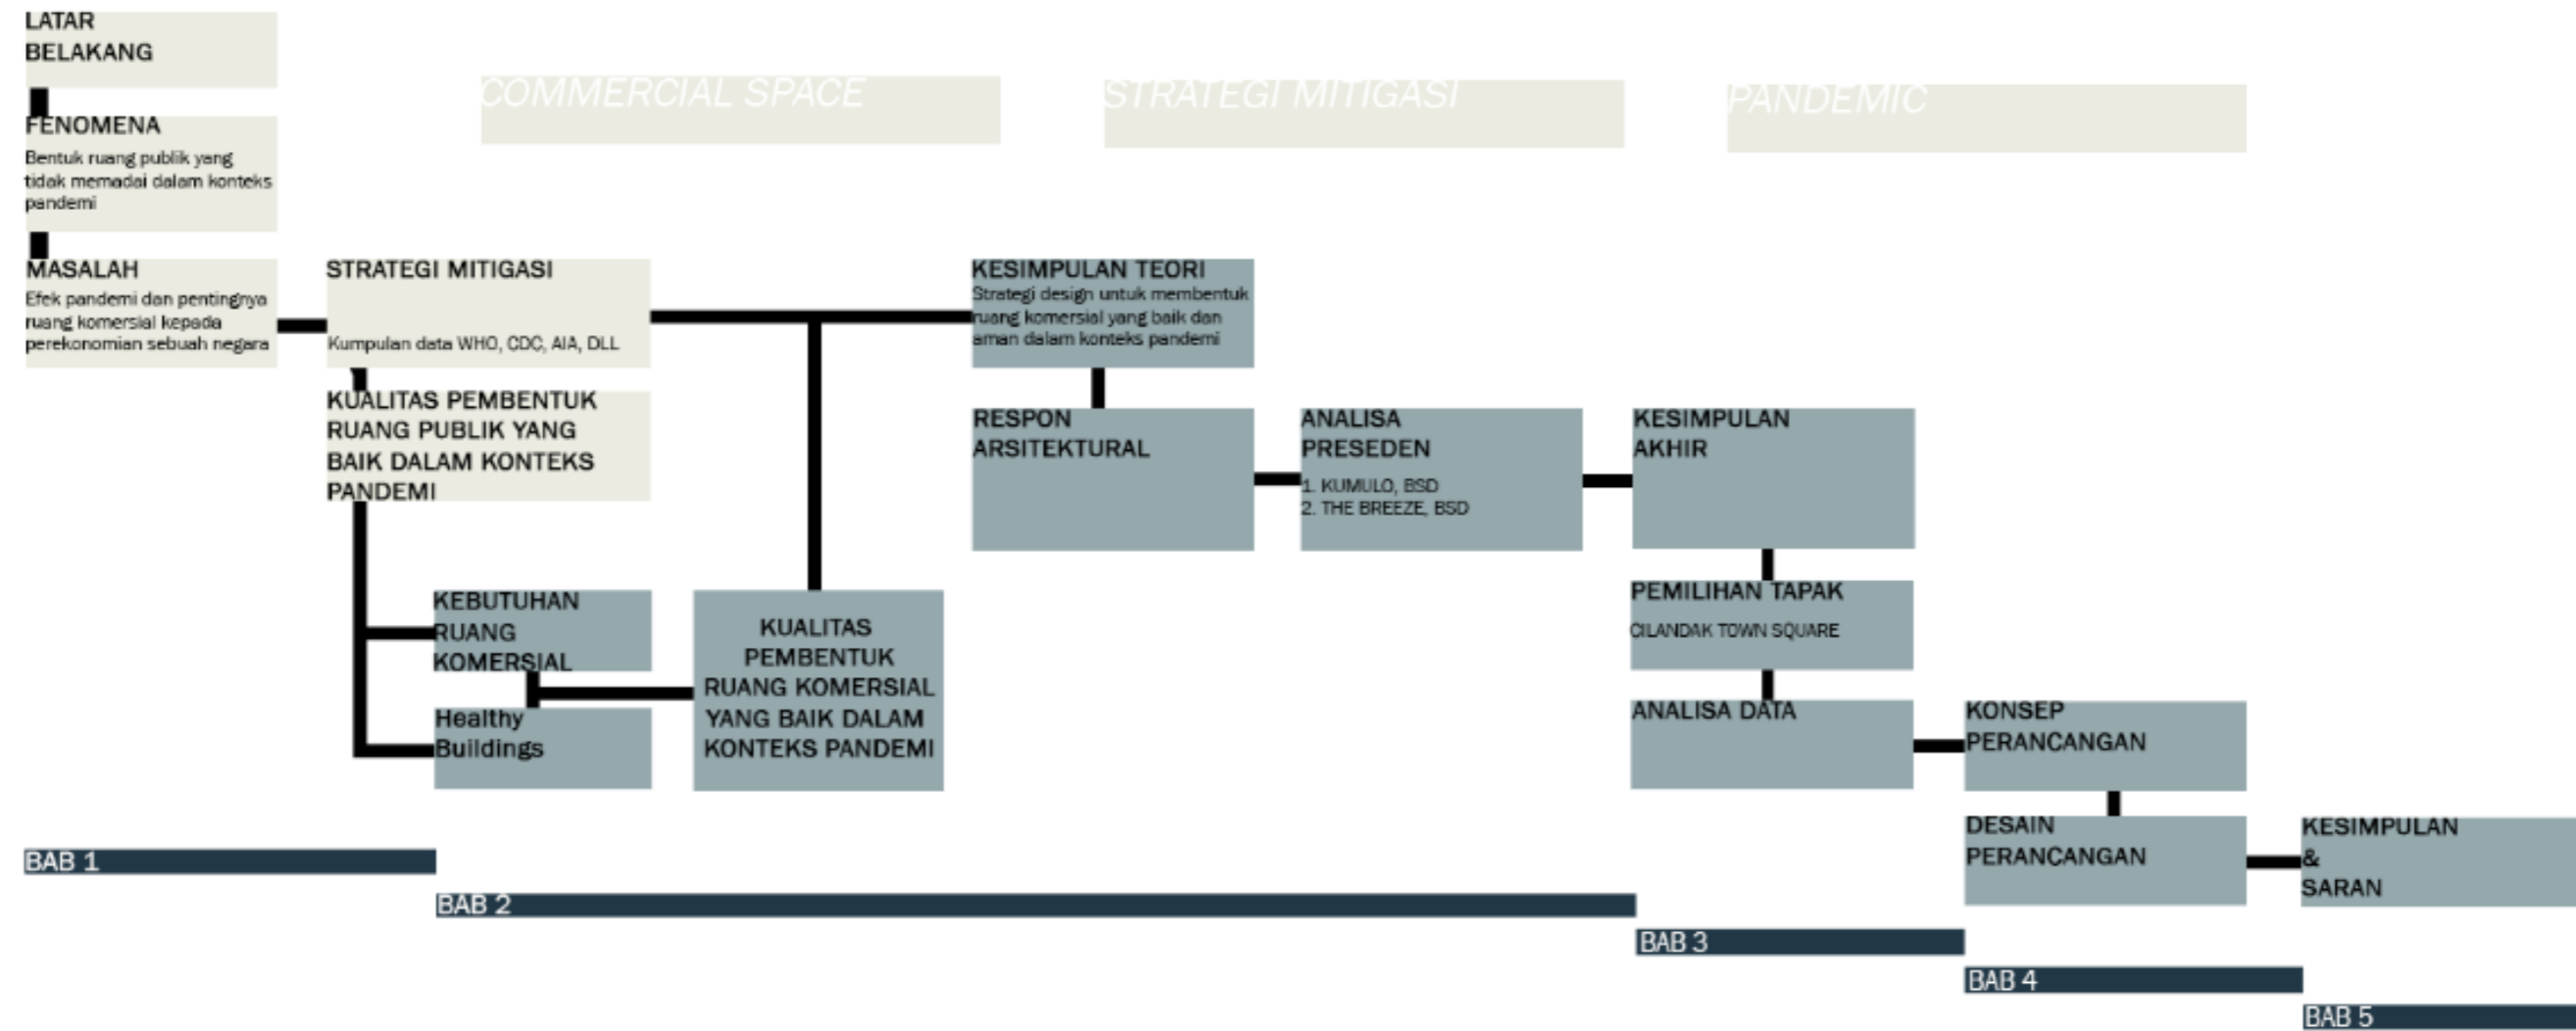 LATAR
BELAKANG
COMMERCIAL SPACE
STRATEGI MITIGASI
PANDEMIC
FENOMENA
Bentuk ruang publik yang
tidak memadai dalam konteks
pandemi
MASALAH
Efek pandemi dan pentingnya
ruang komersial kepada
perekonomian sebuah negara
STRATEGI MITIGASI
Kumpulan data WHO, CDC, AIA, DLL
KUALITAS PEMBENTUK
RUANG PUBLIK YANG
BAIK DALAM KONTEKS
PANDEMI
KEBUTUHAN
RUANG
KOMERSIAL
Healthy
Buildings
KUALITAS
PEMBENTUK
RUANG KOMERSIAL
YANG BAIK DALAM
KONTEKS PANDEMI
KESIMPULAN TEORI
Strategi design untuk membentuk
ruang komersial yang baik dan
aman dalam konteks pandemi
RESPON
ARSITEKTURAL
ANALISA
PRESEDEN
1. KUMULO, BSD
2. THE BREEZE, BSD
KESIMPULAN
AKHIR
PEMILIHAN TAPAK
CILANDAK TOWN SQUARE
ANALISA DATA
KONSEP
PERANCANGAN
DESAIN
PERANCANGAN
KESIMPULAN
&
SARAN
BAB 1
BAB 2
BAB 3
BAB 4
BAB 5